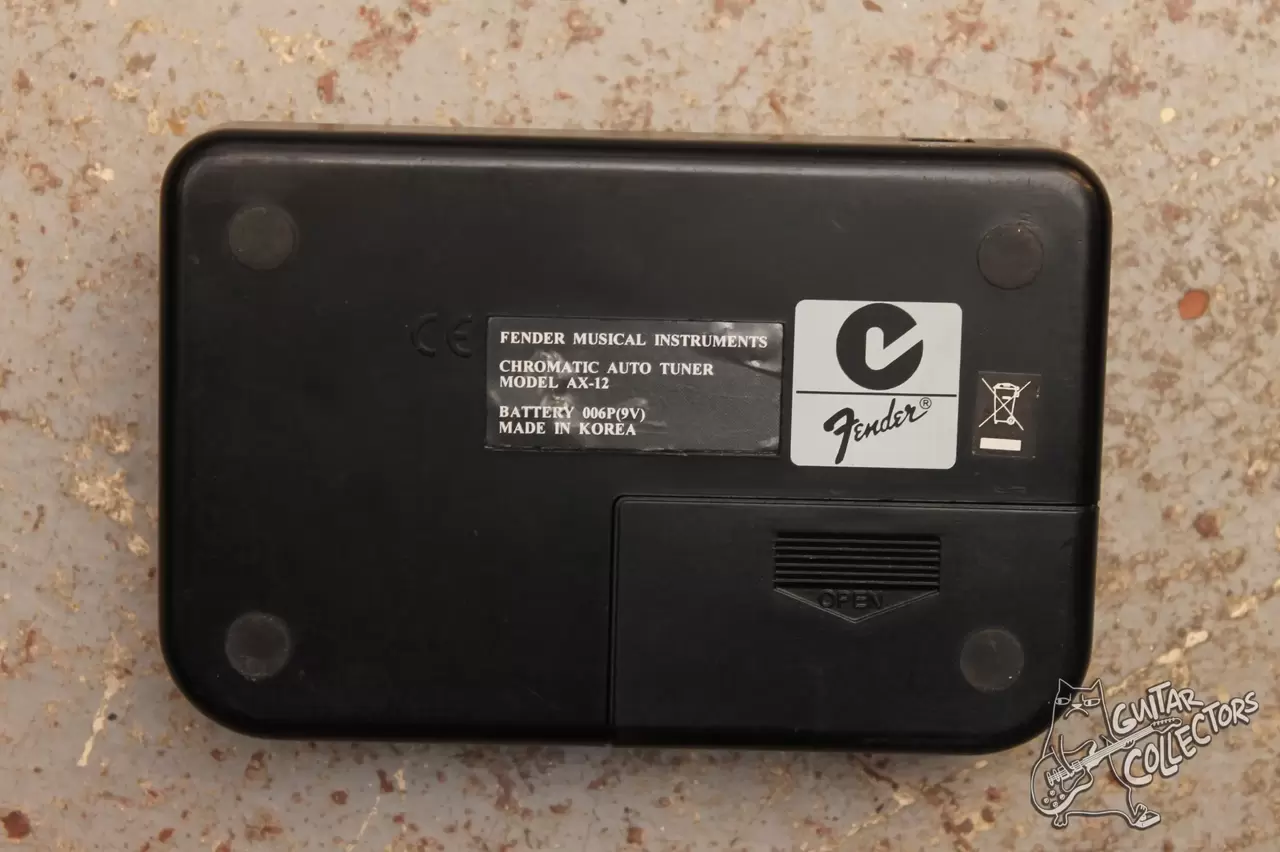 CE
FENDER MUSICAL INSTRUMENTS
CHROMATIC AUTO TUNER
MODEL AX-12
BATTERY 006P(9V)
MADE IN KOREA
Fender®
OPEN
GUITAR
COLLECTORS